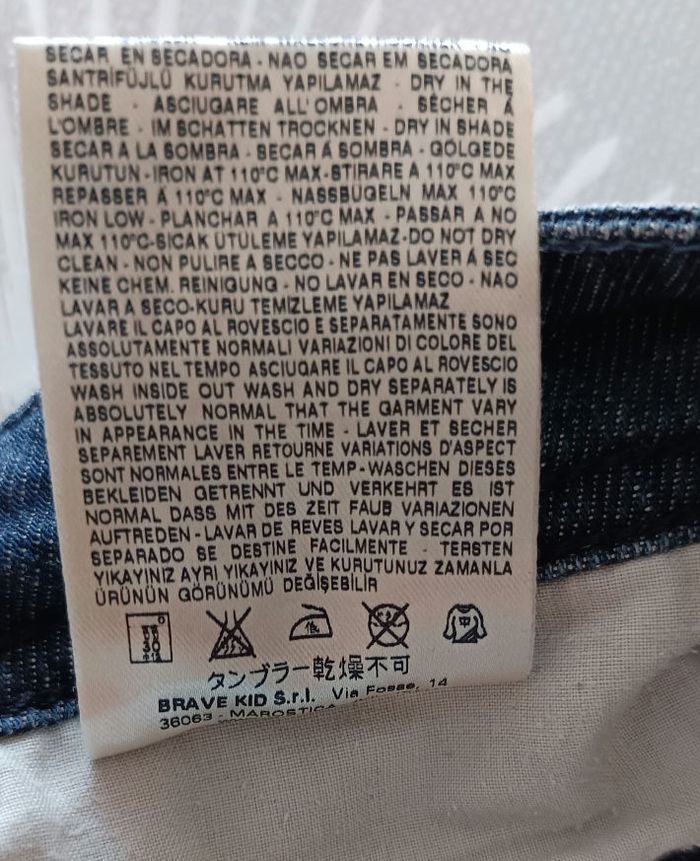 SECAR EN SECADORA - NAO SECAR EM SECADORA
SANTRİFÜJLÜ KURUTMA YAPILAMAZ - DRY IN THE
SHADE - ASCIUGARE ALL'OMBRA - SÉCHER Á
L'OMBRE - IM SCHATTEN TROCKNEN - DRY IN SHADE
SECAR A LA SOMBRA - SECAR Á SOMBRA - GÖLGEDE
KURUTUN - IRON AT 110°C MAX - STIRARE A 110°C MAX
REPASSER Á 110°C MAX - NASSBÜGELN MAX 110°C
IRON LOW - PLANCHAR A 110°C MAX - PASSAR A NO
MAX 110°C - SICAK ÜTÜLEME YAPILAMAZ - DO NOT DRY
CLEAN - NON PULIRE A SECCO - NE PAS LAVER Á SEC
KEINE CHEM. REINIGUNG - NO LAVAR EN SECO - NAO
LAVAR A SECO - KURU TEMIZLEME YAPILAMAZ
LAVARE IL CAPO AL ROVESCIO E SEPARATAMENTE SONO
ASSOLUTAMENTE NORMALI VARIAZIONI DI COLORE DEL
TESSUTO NEL TEMPO ASCIUGARE IL CAPO AL ROVESCIO
WASH INSIDE OUT WASH AND DRY SEPARATELY IS
ABSOLUTELY NORMAL THAT THE GARMENT VARY
IN APPEARANCE IN THE TIME - LAVER ET SECHER
SEPAREMENT LAVER RETOURNE VARIATIONS D'ASPECT
SONT NORMALES ENTRE LE TEMP - WASCHEN DIESES
BEKLEIDEN GETRENNT UND VERKEHRT ES IST
NORMAL DASS MIT DES ZEIT FAUB VARIAZIONEN
AUFTREDEN - LAVAR DE REVES LAVAR Y SECAR POR
SEPARADO SE DESTINE FACILMENTE - TERSTEN
YIKAYINIZ AYRI YIKAYINIZ VE KURUTUNUZ ZAMANLA
ÜRÜNÜN GÖRÜNÜMÜ DEĞİŞEBİLİR
低 中
タンブラー乾燥不可
BRAVE KID S.r.l. Via Fosse, 14
36063 - MAROSTICA